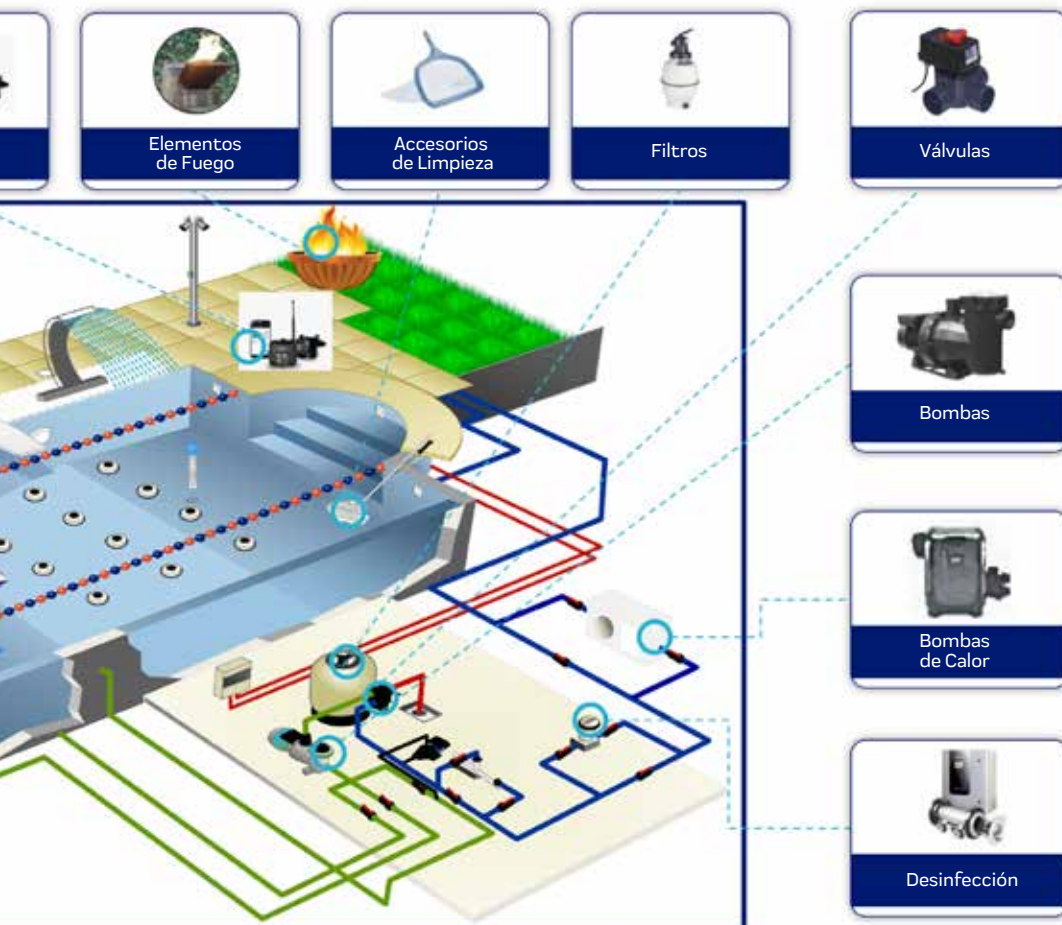 Elementos
de Fuego
Accesorios
de Limpieza
Filtros
Válvulas
Bombas
Bombas
de Calor
Desinfección